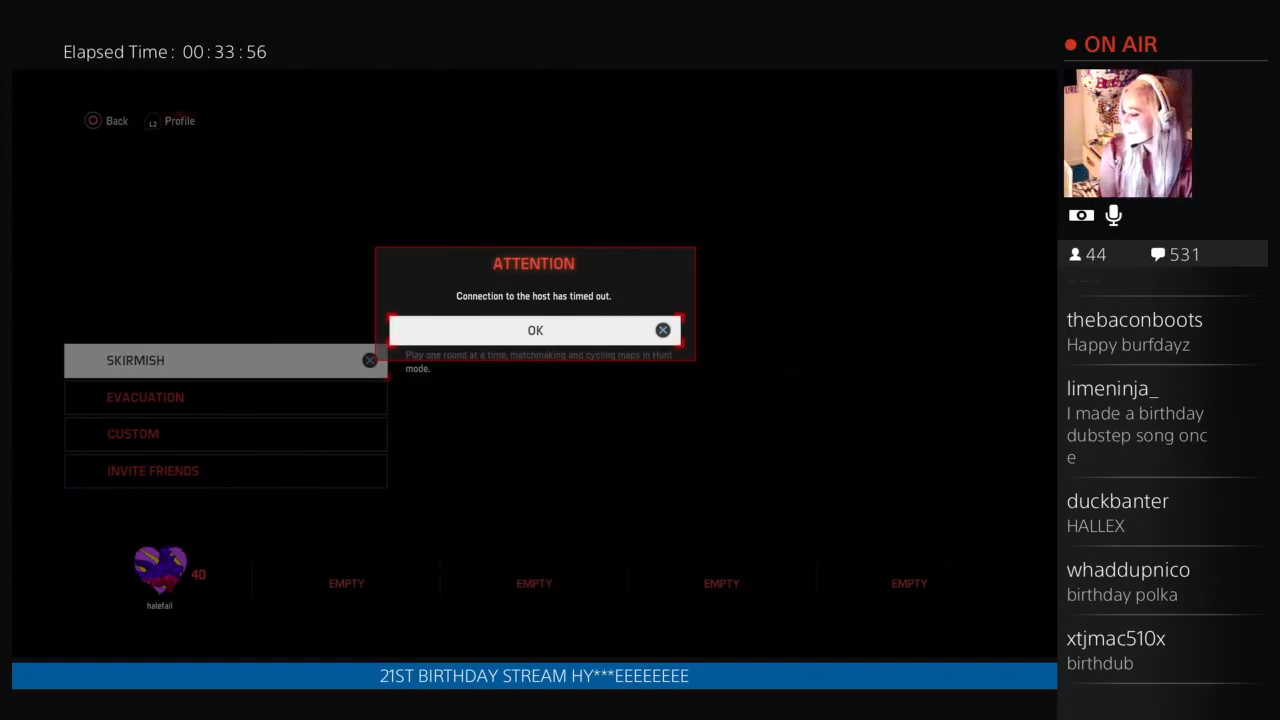 Elapsed Time: 00:33:56
ON AIR
Back
L2
Profile
44
531
ATTENTION
Connection to the host has timed out.
OK
Play one round at a time, matchmaking and cycling maps in Hunt
mode.
SKIRMISH
EVACUATION
CUSTOM
INVITE FRIENDS
40
halefail
EMPTY
EMPTY
EMPTY
EMPTY
21ST BIRTHDAY STREAM HY***EEEEEEEE
thebaconboots
Happy burfdayz
limeninja_
I made a birthday
dubstep song onc
e
duckbanter
HALLEX
whaddupnico
birthday polka
xtjmac510x
birthdub